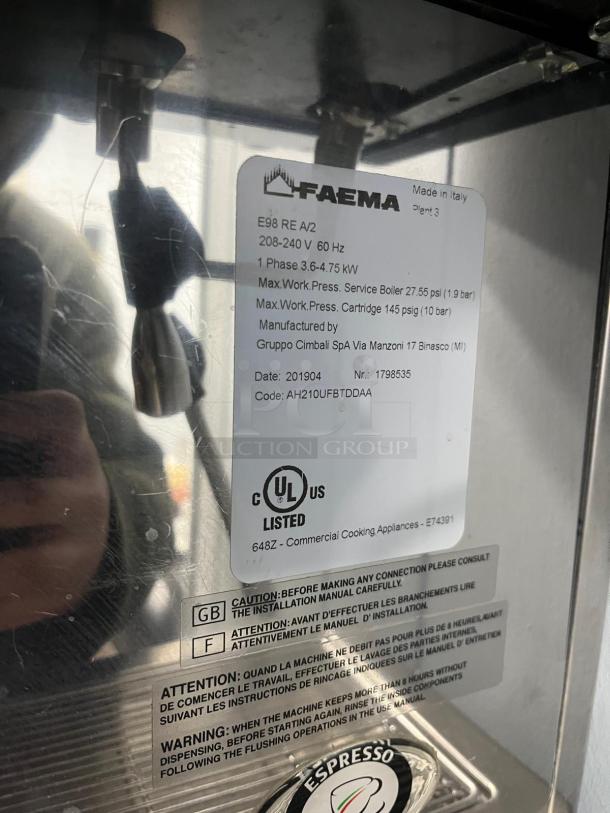 FAEMA
Made in Italy
Plant 3
E98 RE A/2
208-240 V 60 Hz
1 Phase 3.6-4.75 kW
Max.Work.Press. Service Boiler 27.55 psi (1.9 bar)
Max.Work.Press. Cartridge 145 psig (10 bar)
Manufactured by
Gruppo Cimbali SpA Via Manzoni 17 Binasco (MI)
Date: 201904 Nr.: 1798535
Code: AH210UFBTDDAA
PCI
AUCTION GROUP
C UL US
LISTED
648Z - Commercial Cooking Appliances - E74391
GB CAUTION: BEFORE MAKING ANY CONNECTION PLEASE CONSULT
THE INSTALLATION MANUAL CAREFULLY.
F ATTENTION: AVANT D'EFFECTUER LES BRANCHEMENTS LIRE
ATTENTIVEMENT LE MANUEL D' INSTALLATION.
ATTENTION: QUAND LA MACHINE NE DEBIT PAS POUR PLUS DE 8 HEURES, AVANT
DE COMENCER LE TRAVAIL, EFFECTUER LE LAVAGE DES PARTIES INTERNES,
SUIVANT LES INSTRUCTIONS DE RINCAGE INDIQUEES SUR LE MANUEL D' ENTRETIEN
WARNING: WHEN THE MACHINE KEEPS MORE THAN 8 HOURS WITHOUT
DISPENSING, BEFORE STARTING AGAIN, RINSE THE INSIDE COMPONENTS
FOLLOWING THE FLUSHING OPERATIONS IN THE USE MANUAL.
ESPRESSO